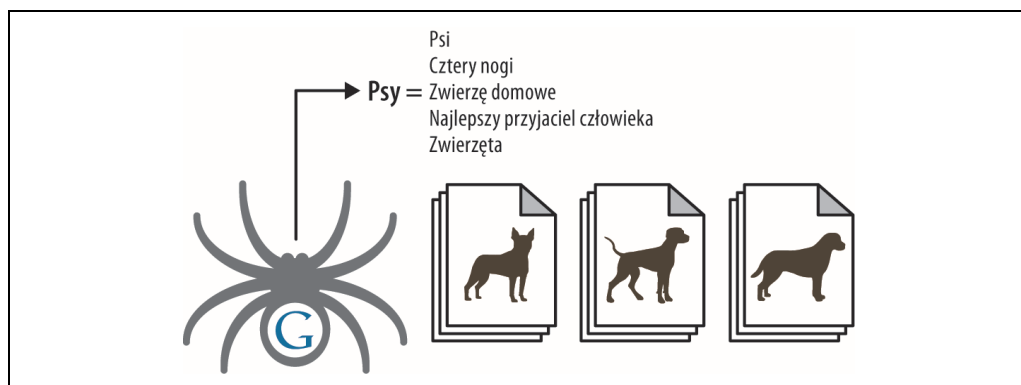 Psi
Cztery nogi
Psy = Zwierzę domowe
Najlepszy przyjaciel człowieka
Zwierzęta
G